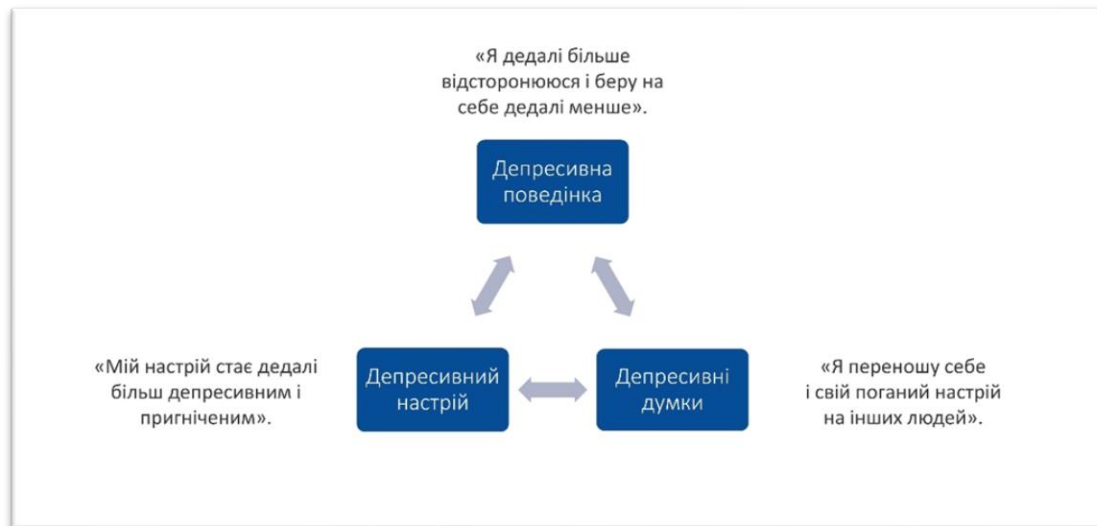 «Я дедалі більше
відсторонююся і беру на
себе дедалі менше».
Депресивна
поведінка
«Мій настрій стає дедалі
більш депресивним і
пригніченим».
Депресивний
настрій
Депресивні
думки
«Я переношу себе
і свій поганий настрій
на інших людей».